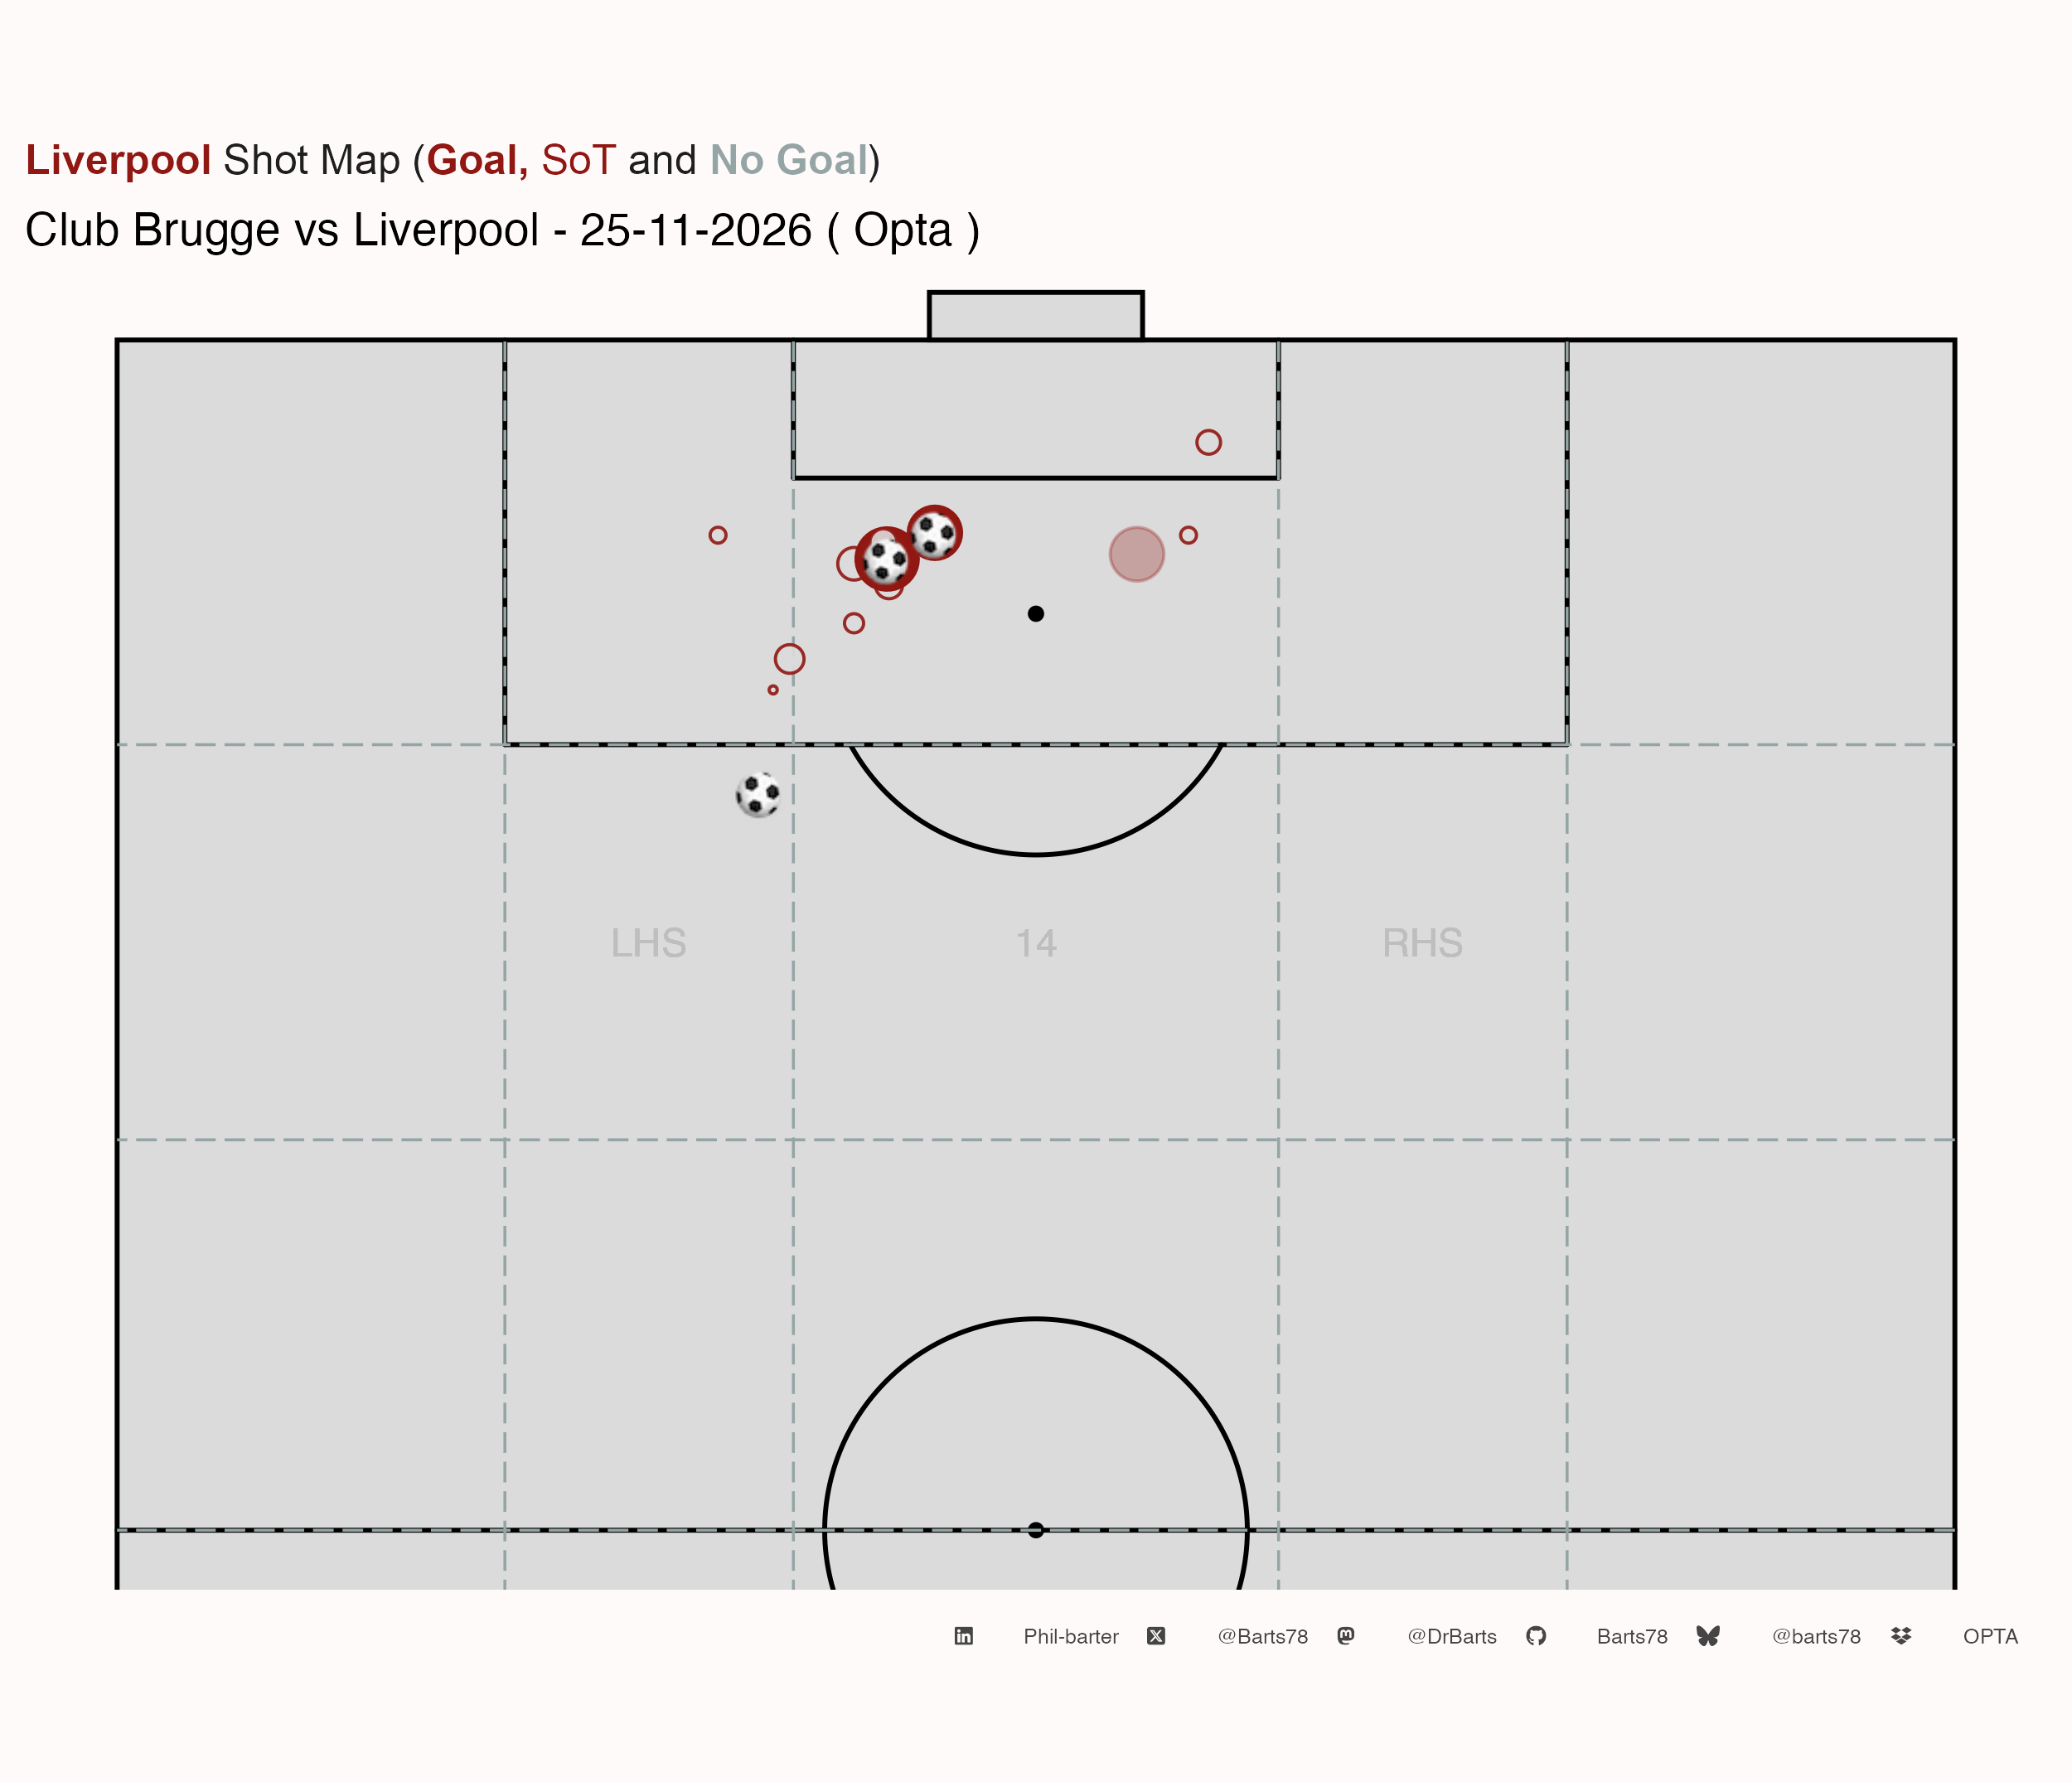 Liverpool Shot Map (Goal, SoT and No Goal)
Club Brugge vs Liverpool - 25-11-2026 ( Opta )
LHS 14 RHS
Phil-barter @Barts78 @DrBarts Barts78 @barts78 OPTA